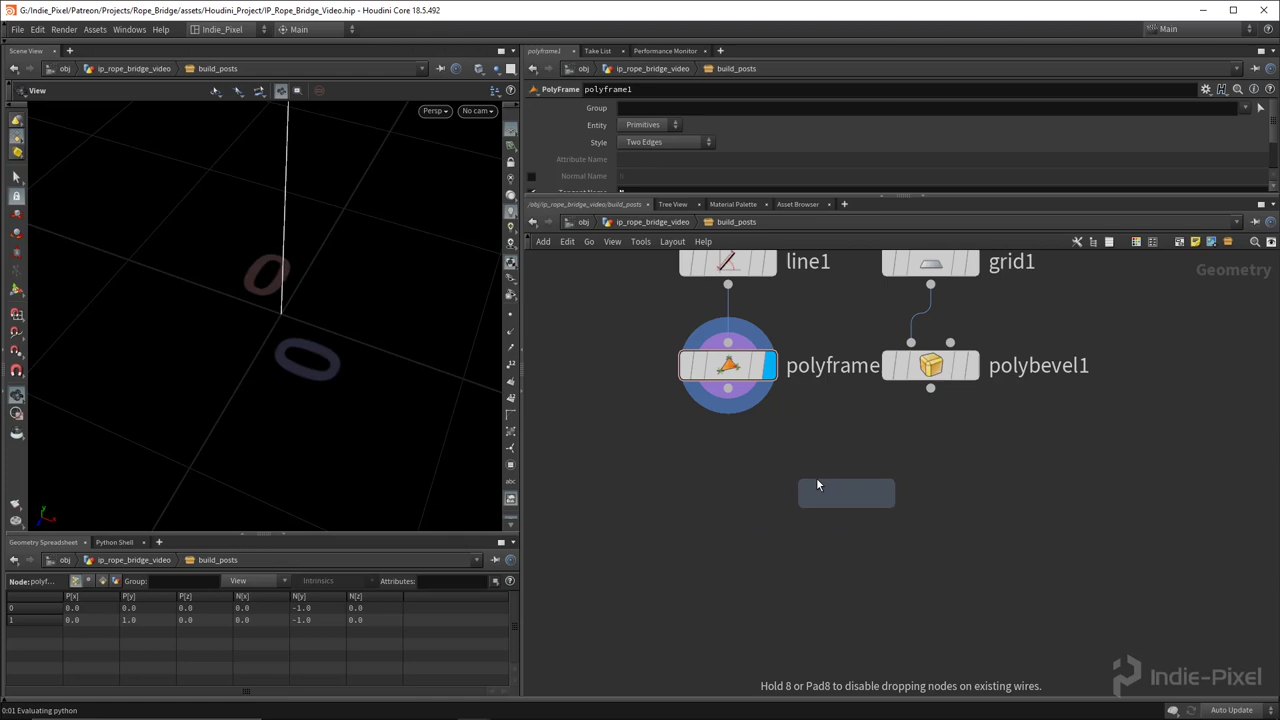 G:/Indie_Pixel/Patreon/Projects/Rope_Bridge/assets/Houdini_Project/IP_Rope_Bridge_Video.hip - Houdini Core 18.5.492
File Edit Render Assets Windows Help Indie_Pixel Main Main
Scene View
obj ip_rope_bridge_video build_posts
View
Persp No cam
polyframe1 Take List Performance Monitor
obj ip_rope_bridge_video build_posts
PolyFrame polyframe1
Group
Entity Primitives
Style Two Edges
Attribute Name
Normal Name N
Tangent Name N
/obj/ip_rope_bridge_video/build_posts Tree View Material Palette Asset Browser
obj ip_rope_bridge_video build_posts
Add Edit Go View Tools Layout Help
Geometry
line1
grid1
polyframe
polybevel1
Hold 8 or Pad8 to disable dropping nodes on existing wires.
Indie-Pixel
Geometry Spreadsheet Python Shell
obj ip_rope_bridge_video build_posts
Node: polyf... Group: View Intrinsics Attributes:
P[x] P[y] P[z] N[x] N[y] N[z]
0 0.0 0.0 0.0 0.0 -1.0 0.0
1 0.0 1.0 0.0 0.0 -1.0 0.0
0:01 Evaluating python
Auto Update